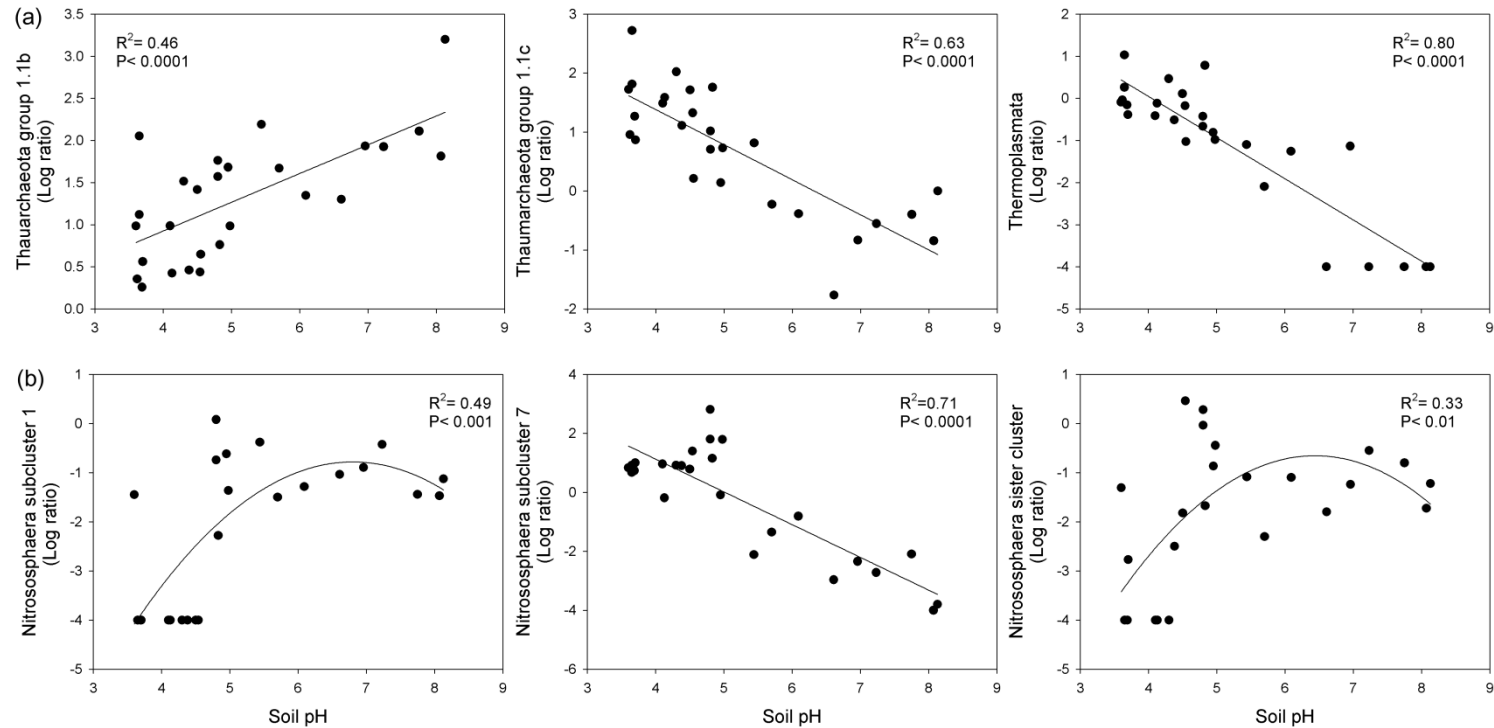 (a)
Thauarchaeota group 1.1b
(Log ratio)
3.5
3.0
2.5
2.0
1.5
1.0
0.5
0.0
R²= 0.46
P< 0.0001
3 4 5 6 7 8 9
Thaumarchaeota group 1.1c
(Log ratio)
3
2
1
0
-1
-2
R²= 0.63
P< 0.0001
3 4 5 6 7 8 9
Thermoplasmata
(Log ratio)
2
1
0
-1
-2
-4
-5
R²= 0.80
P< 0.0001
3 4 5 6 7 8 9
(b)
Nitrososphaera subcluster 1
(Log ratio)
1
0
-1
-2
-4
-5
R²= 0.49
P< 0.001
3 4 5 6 7 8 9
Soil pH
Nitrososphaera subcluster 7
(Log ratio)
4
2
0
-2
-4
-6
R²=0.71
P< 0.0001
3 4 5 6 7 8 9
Soil pH
Nitrososphaera sister cluster
(Log ratio)
1
0
-1
-2
-4
-5
R²= 0.33
P< 0.01
3 4 5 6 7 8 9
Soil pH